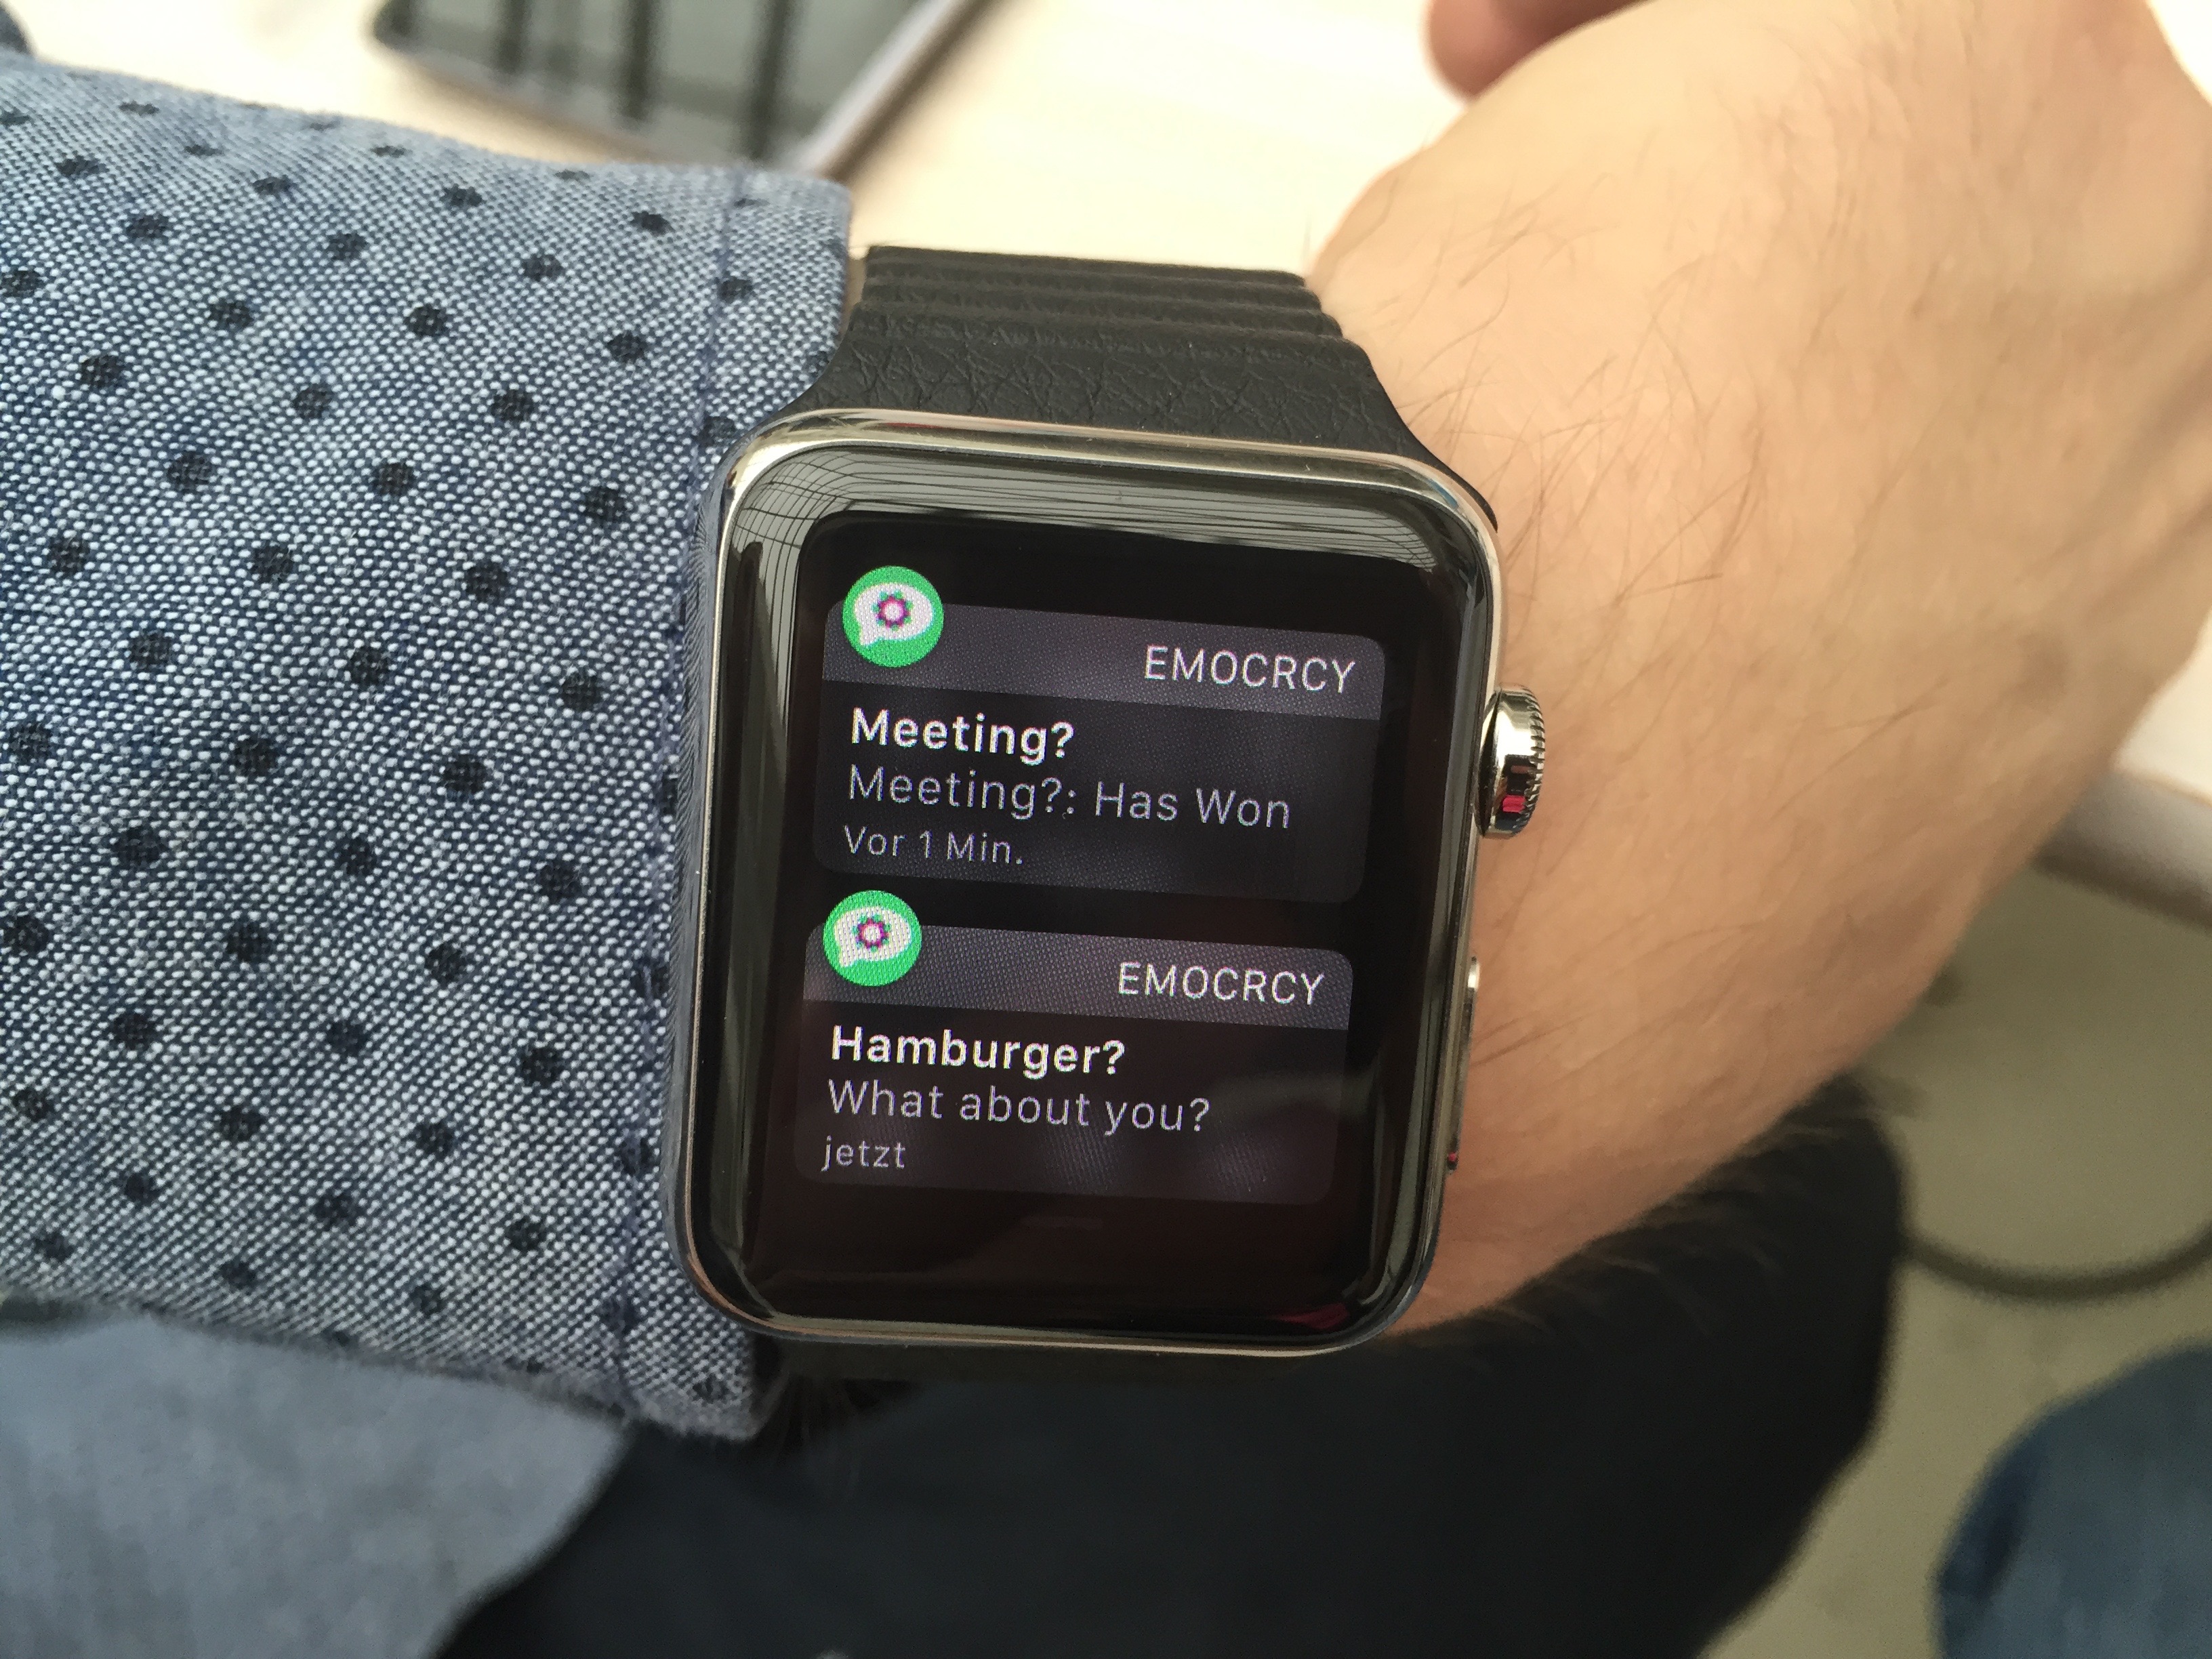 EMOCRCY
Meeting?
Meeting?: Has Won
Vor 1 Min.
EMOCRCY
Hamburger?
What about you?
jetzt